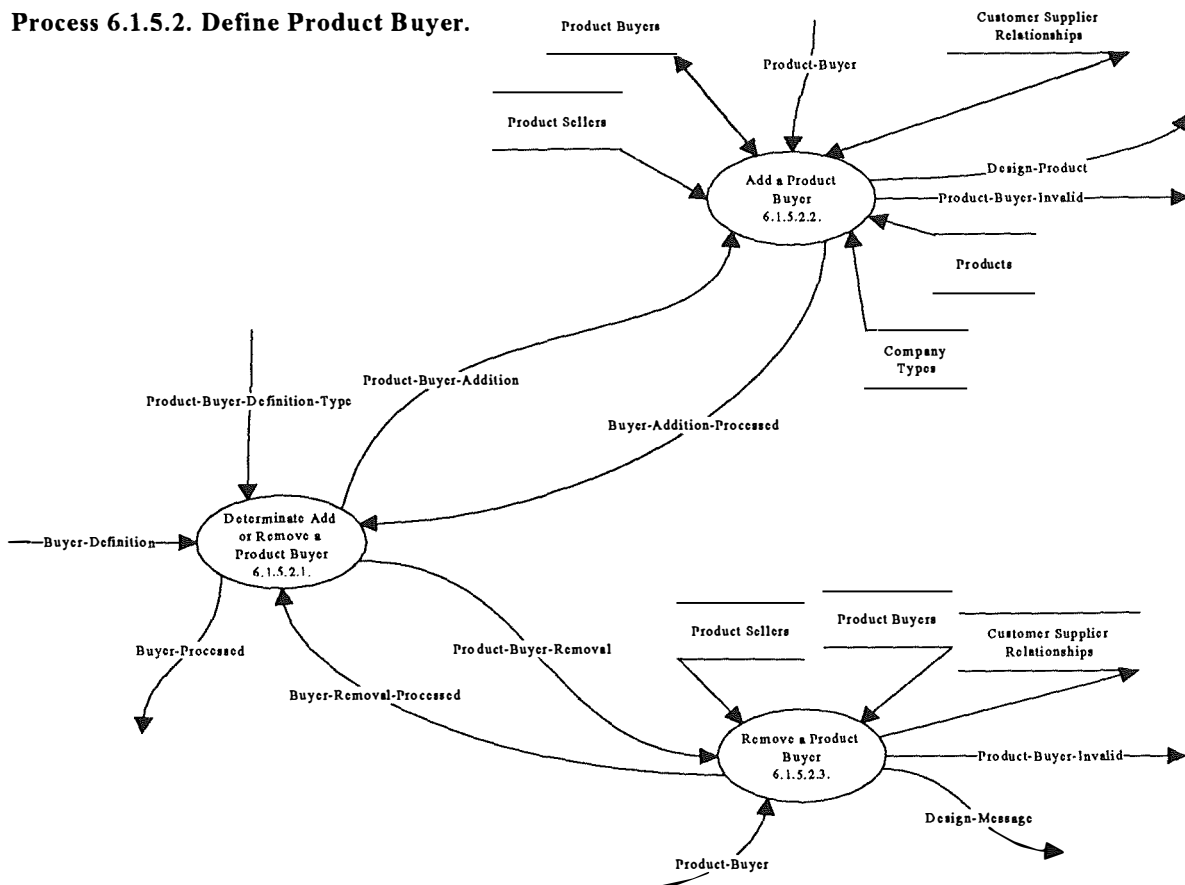 Process 6.1.5.2. Define Product Buyer.
Product Buyers
Product-Buyer
Customer Supplier
Relationships
Product Sellers
Add a Product
Buyer
6.1.5.2.2.
Design-Product
Product-Buyer-Invalid
Products
Company
Types
Product-Buyer-Addition
Product-Buyer-Definition-Type
Buyer-Addition-Processed
Determinate Add
or Remove a
Product Buyer
6.1.5.2.1.
Buyer-Definition
Buyer-Processed
Product-Buyer-Removal
Buyer-Removal-Processed
Product Sellers
Product Buyers
Customer Supplier
Relationships
Remove a Product
Buyer
6.1.5.2.3.
Product-Buyer-Invalid
Design-Message
Product-Buyer